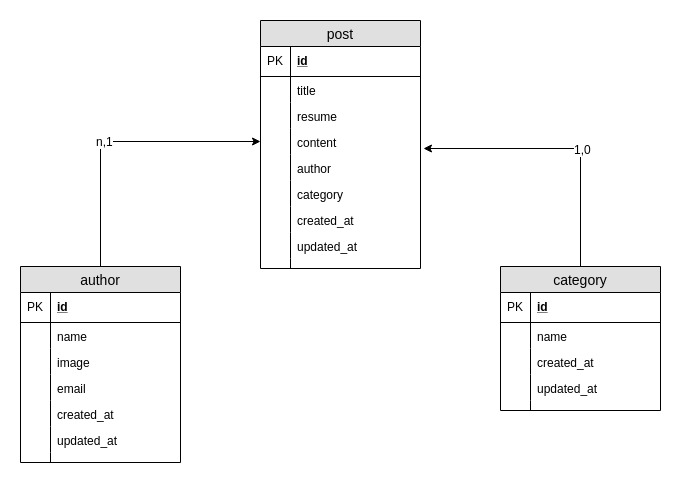 post
PK id
title
resume
content
author
category
created_at
updated_at
n,1
1,0
author
PK id
name
image
email
created_at
updated_at
category
PK id
name
created_at
updated_at